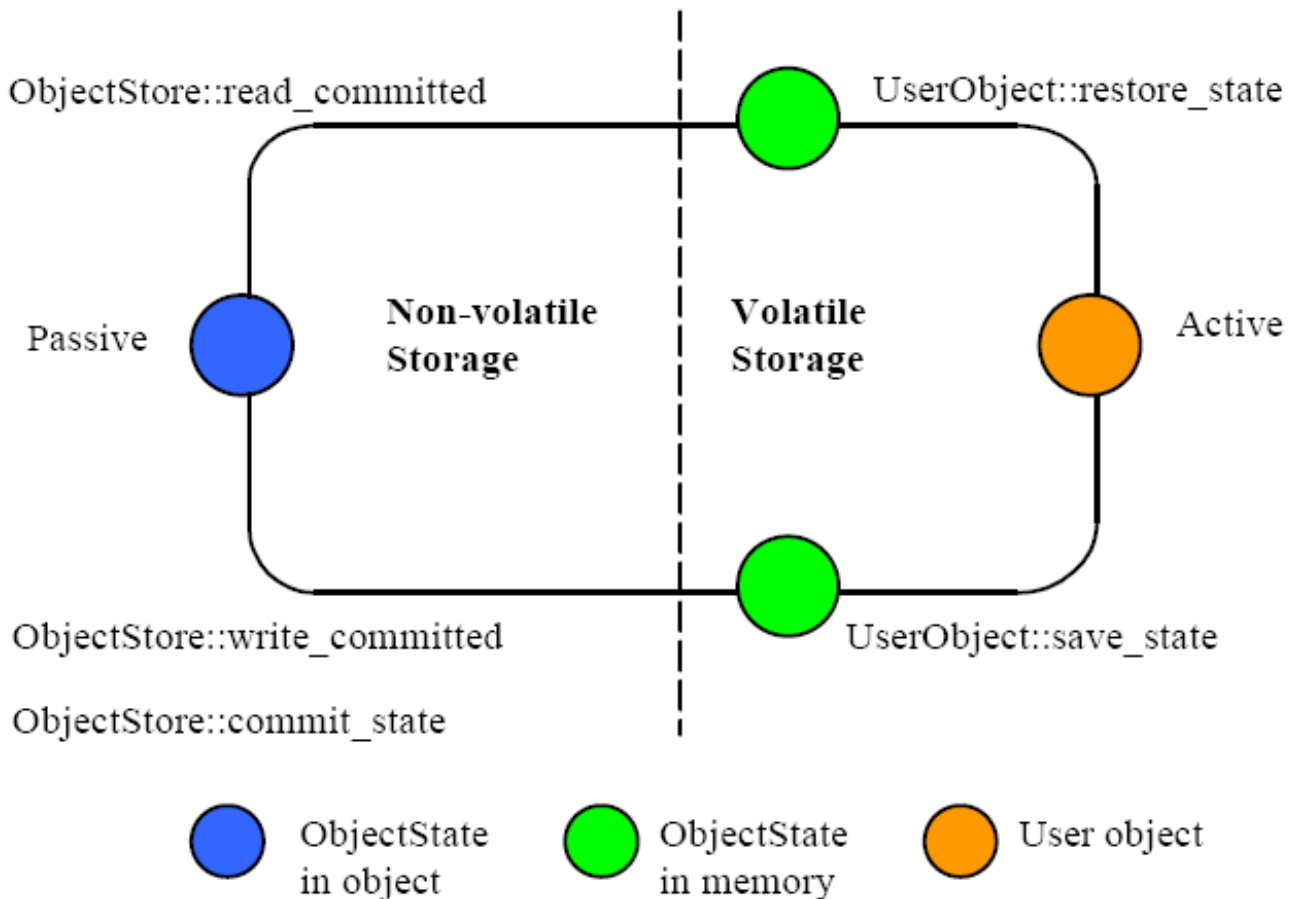 ObjectStore::read_committed
UserObject::restore_state
Passive
Non-volatile
Storage
Volatile
Storage
Active
ObjectStore::write_committed
UserObject::save_state
ObjectStore::commit_state
ObjectState
in object
ObjectState
in memory
User object